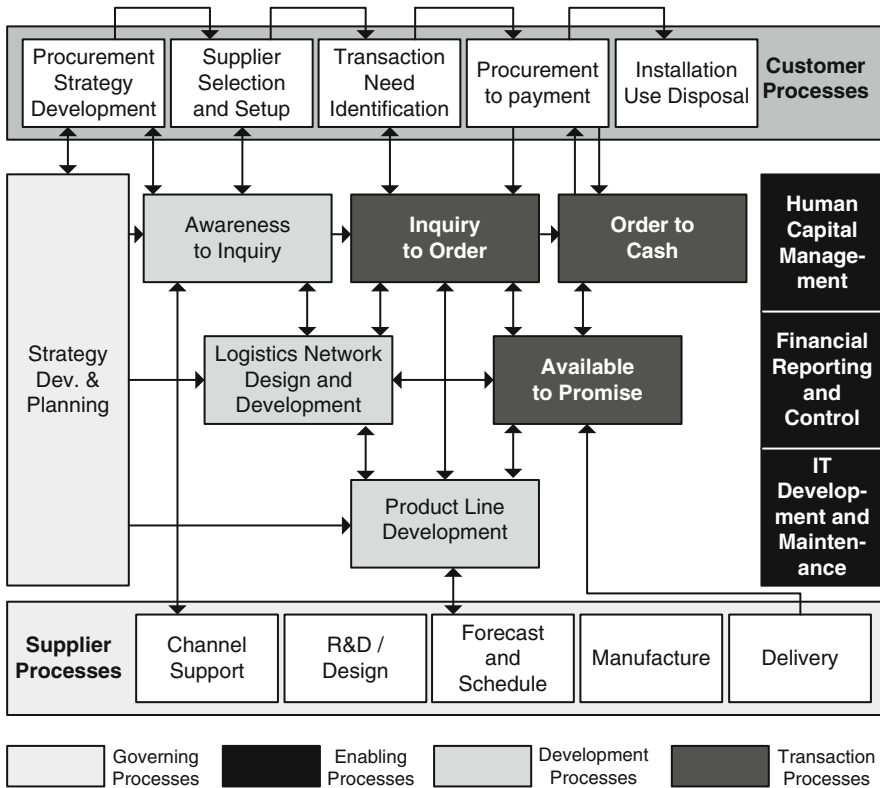 Procurement
Strategy
Development
Supplier
Selection
and Setup
Transaction
Need
Identification
Procurement
to payment
Installation
Use Disposal
Customer
Processes
Strategy
Dev. &
Planning
Awareness
to Inquiry
Inquiry
to Order
Order to
Cash
Logistics Network
Design and
Development
Available
to Promise
Product Line
Development
Human
Capital
Manage-
ment
Financial
Reporting
and
Control
IT
Develop-
ment and
Mainten-
ance
Supplier
Processes
Channel
Support
R&D /
Design
Forecast
and
Schedule
Manufacture
Delivery
Governing
Processes
Enabling
Processes
Development
Processes
Transaction
Processes